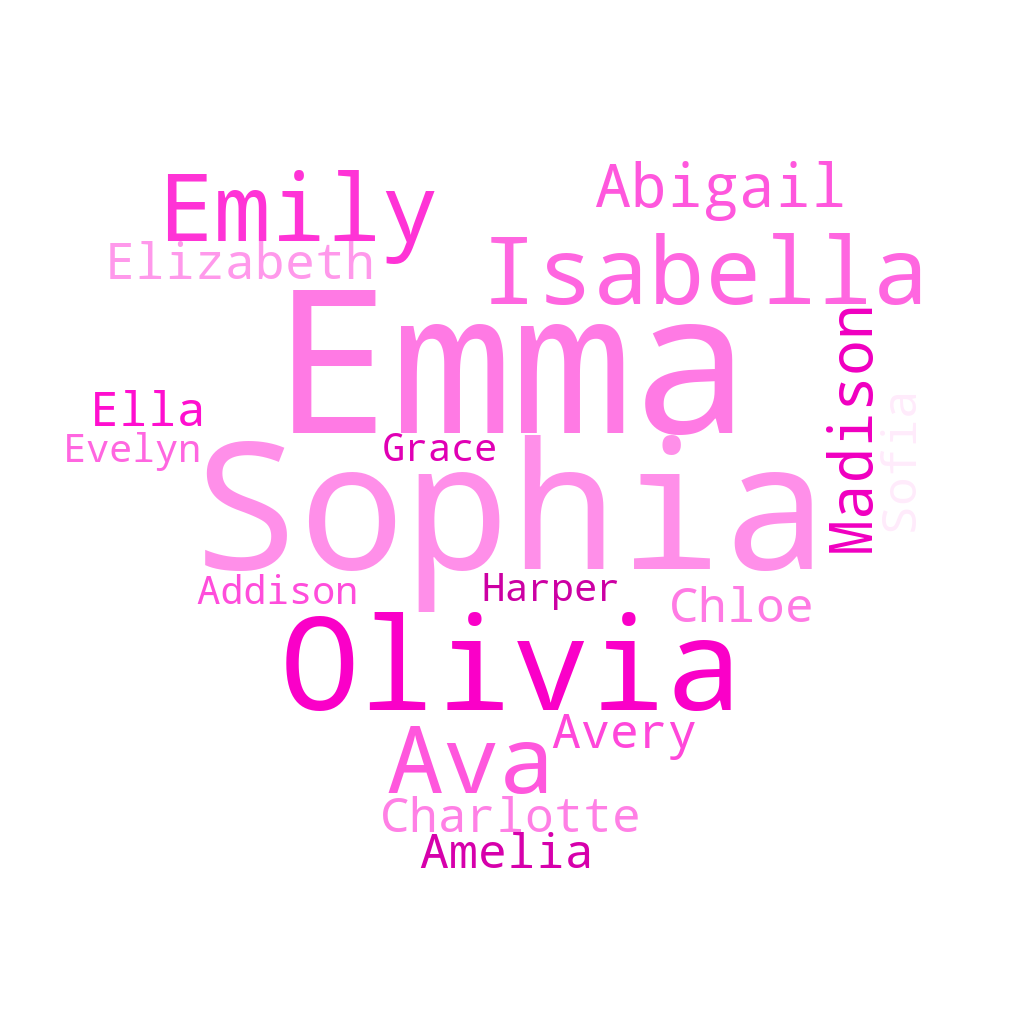 Abigail
Emily
Isabella
Elizabeth
Emma
Madison
Sofia
Ella
Evelyn
Grace
Sophia
Addison
Harper
Chloe
Olivia
Avery
Ava
Charlotte
Amelia